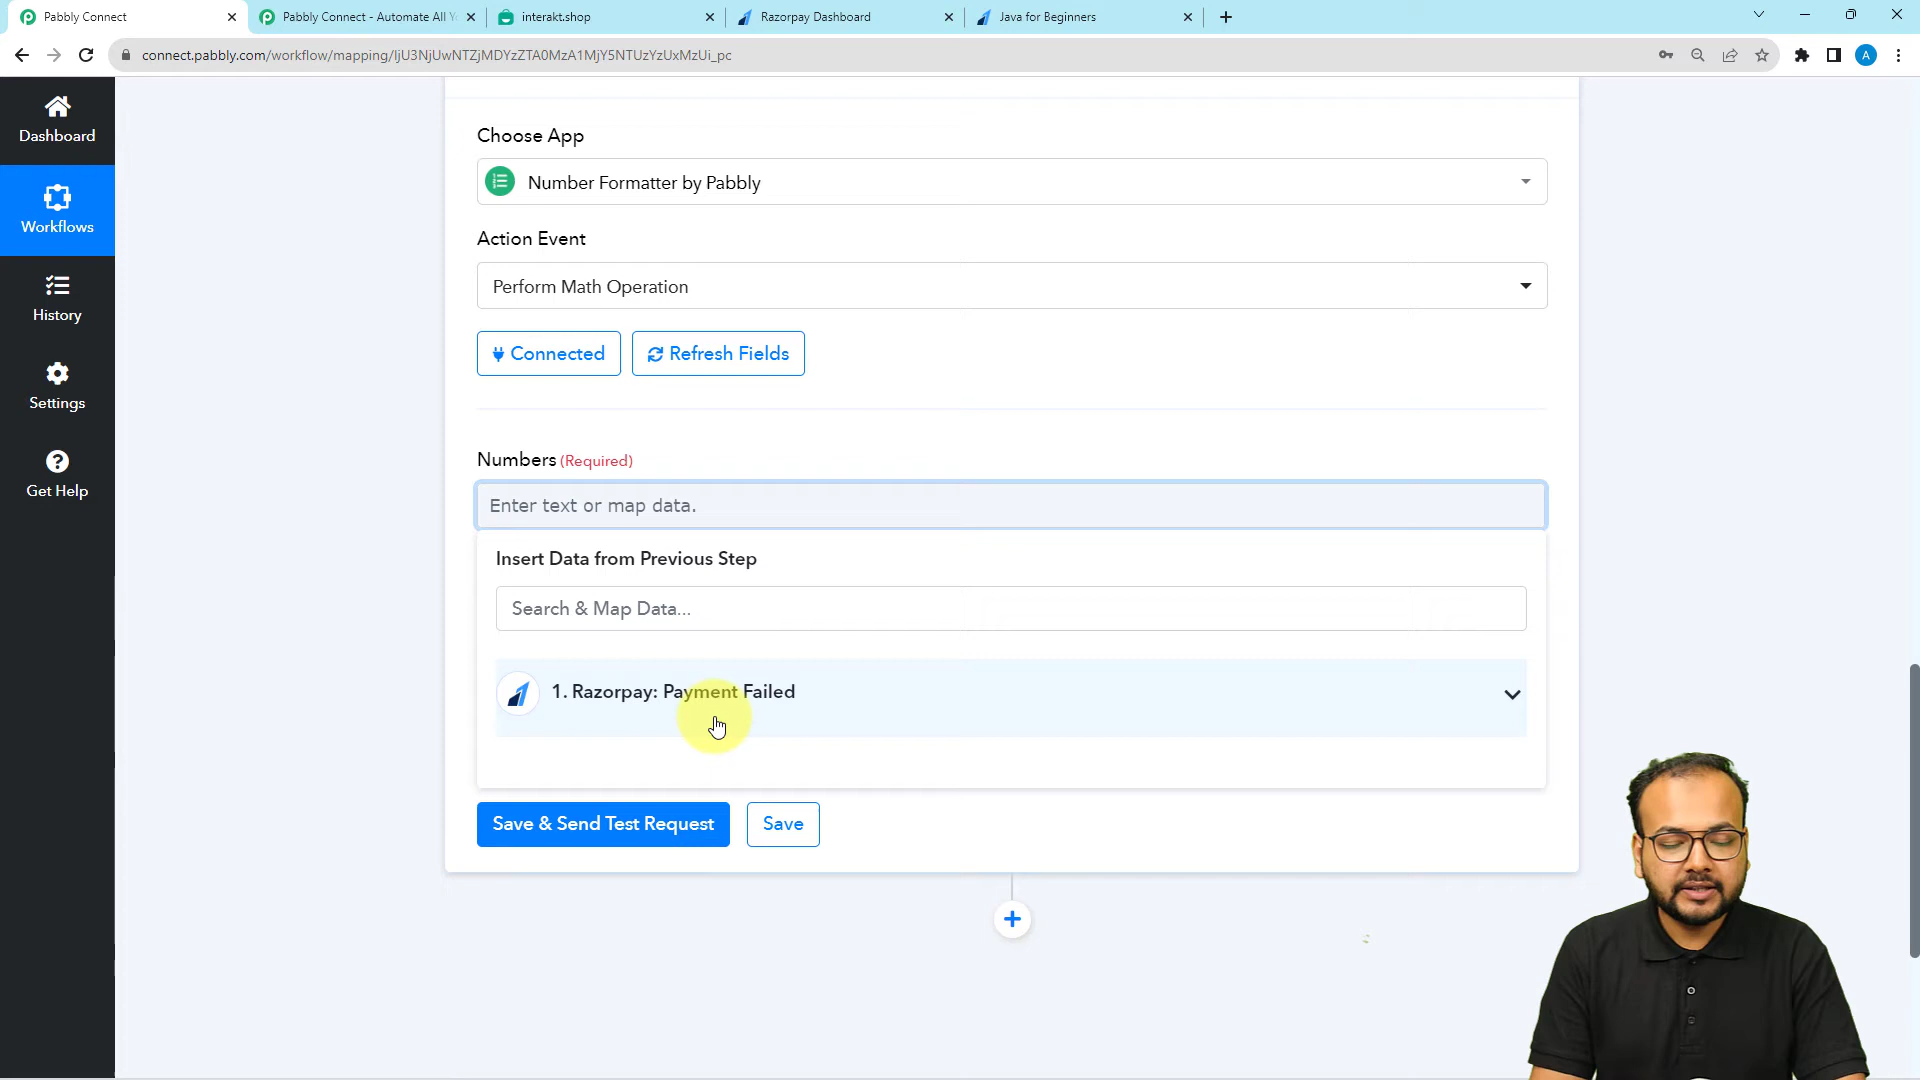 Pabbly Connect
Pabbly Connect - Automate All Yo
interakt.shop
Razorpay Dashboard
Java for Beginners
connect.pabbly.com/workflow/mapping/IjU3NjUwNTZjMDYzZTA0MzA1MjY5NTUzYzUxMzUi_pc
A
Dashboard
Workflows
History
Settings
Get Help
Choose App
Number Formatter by Pabbly
Action Event
Perform Math Operation
Connected
Refresh Fields
Numbers (Required)
Enter text or map data.
Insert Data from Previous Step
Search & Map Data...
1. Razorpay: Payment Failed
Save & Send Test Request
Save